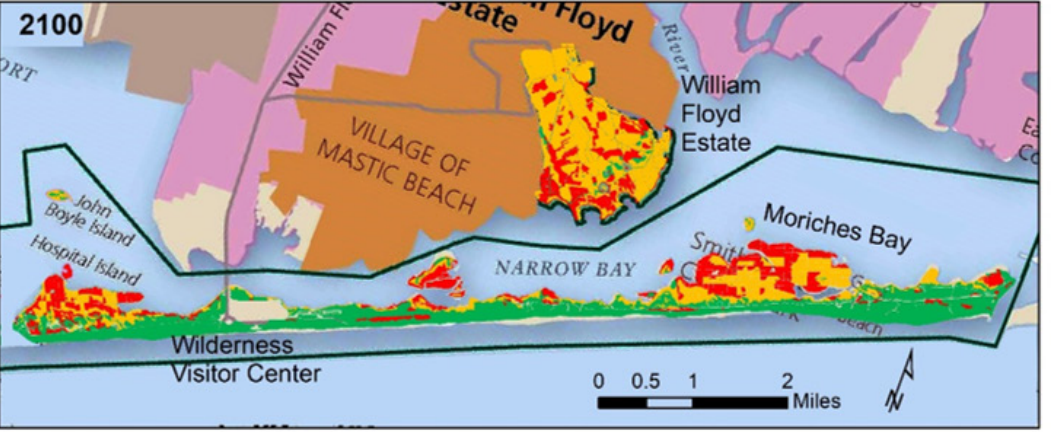 2100
Estate
Floyd
William Fl
River
ORT
William
Floyd
Estate
VILLAGE OF
MASTIC BEACH
John
Boyle Island
Hospital Island
Moriches Bay
Smith
NARROW BAY
Beach
Wilderness
Visitor Center
0 0.5 1 2
Miles
N